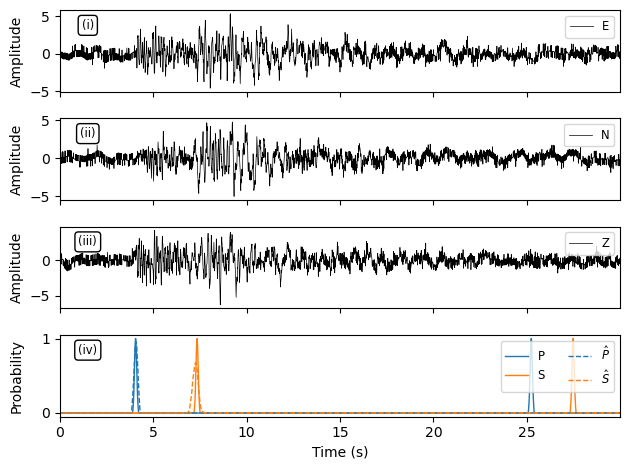 5
0
−5
Amplitude
(i)
E
5
0
−5
Amplitude
(ii)
N
0
−5
Amplitude
(iii)
Z
1
0
Probability
(iv)
P
S
P̂
Ŝ
0 5 10 15 20 25
Time (s)